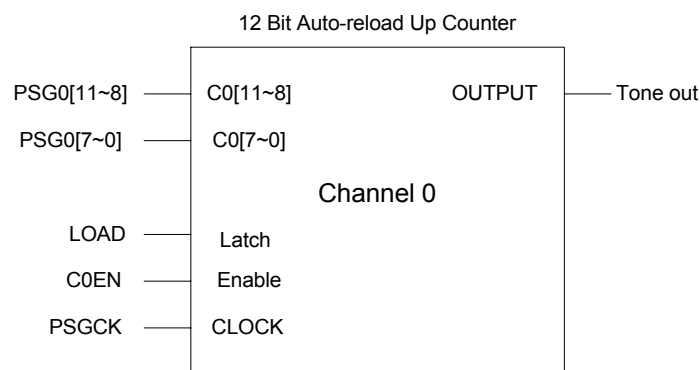 12 Bit Auto-reload Up Counter
PSG0[11~8] C0[11~8] OUTPUT Tone out
PSG0[7~0] C0[7~0]
Channel 0
LOAD Latch
C0EN Enable
PSGCK CLOCK